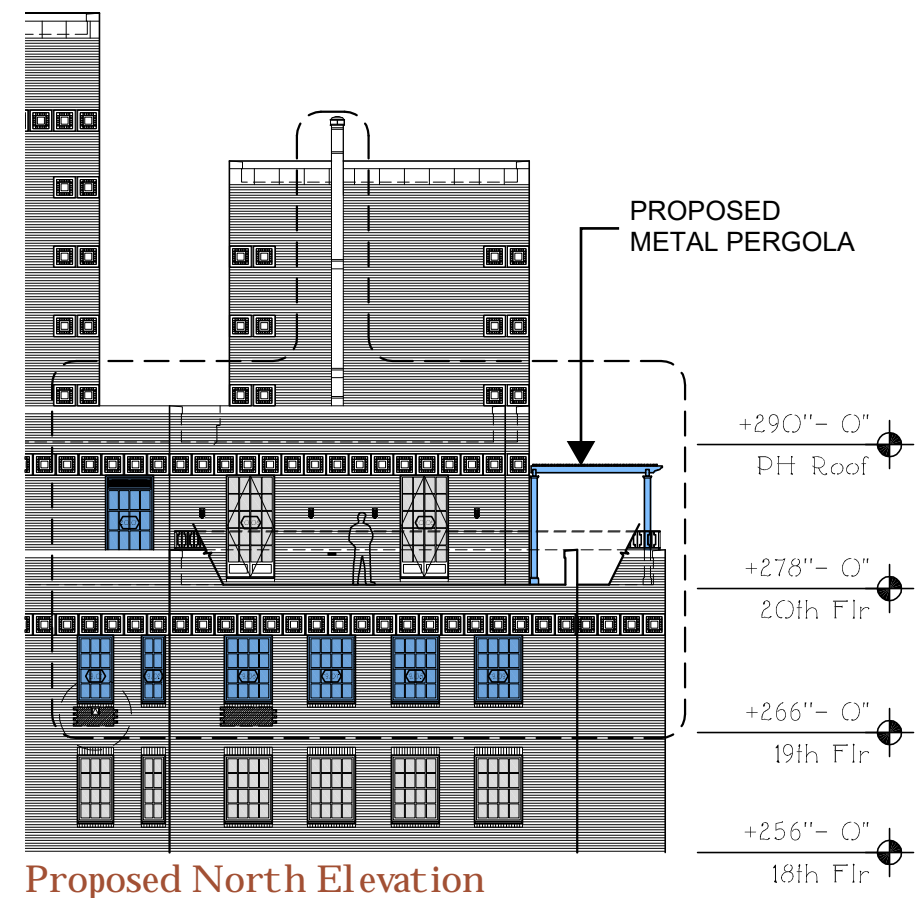 PROPOSED
METAL PERGOLA
+290"- 0"
PH Roof
+278"- 0"
20th Flr
+266"- 0"
19th Flr
+256"- 0"
18th Flr
Proposed North Elevation